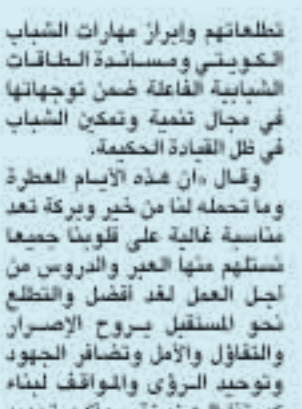 تطلعاتهم وإبراز مهارات الشباب
الكويتي ومساندة الطاقات
الشبابية الفاعلة ضمن توجهاتها
في مجال تنمية وتمكين الشباب
في ظل القيادة الحكيمة.
وقال «ان هذه الأيام العطرة
وما تحمله لنا من خير وبركة تعد
مناسبة غالية على قلوبنا جميعا
نستلهم منها العبر والدروس من
اجل العمل لغد أفضل والتطلع
نحو المستقبل بروح الإصرار
والتفاؤل والأمل وتضافر الجهود
وتوحيد الرؤى والمواقف لبناء